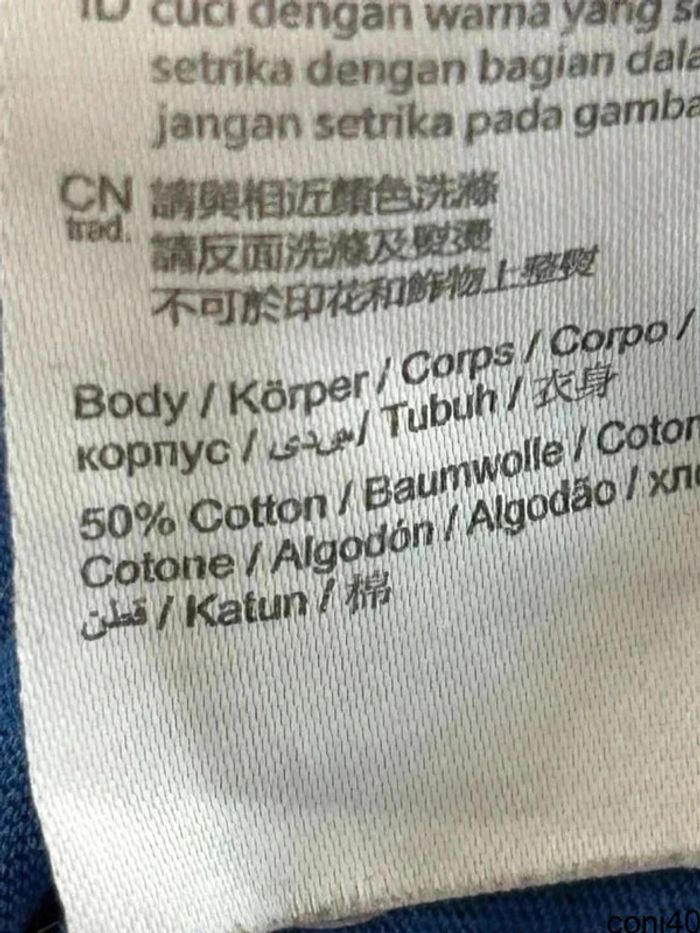 ID cuci dengan warna yang s
setrika dengan bagian dala
jangan setrika pada gamba
CN 請與相近顏色洗滌
trad. 請反面洗滌及熨燙
不可於印花和飾物上整熨
Body / Körper / Corps / Corpo /
корпус / بودی / Tubuh / 衣身
50% Cotton / Baumwolle / Coton
Cotone / Algodón / Algodão / хло
قطن / Katun / 棉
coni40